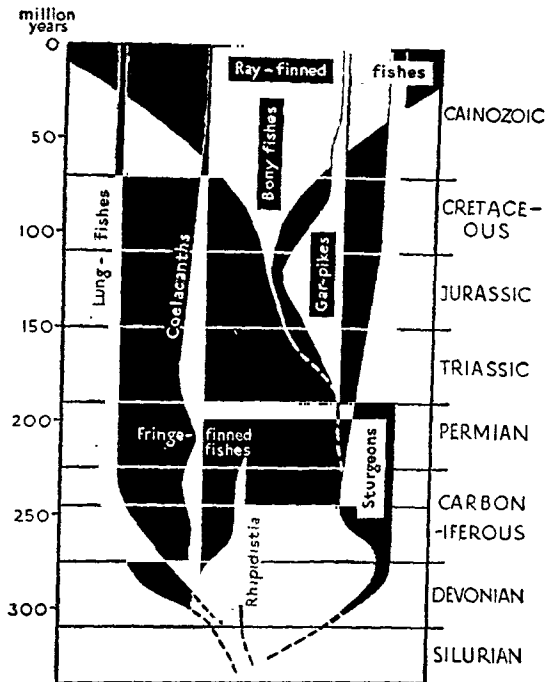 million
years
0
50
100
150
200
250
300
Ray-finned
fishes
Bony fishes
Lung-fishes
Coelacanths
Gar-pikes
Fringe-finned
fishes
Rhipidistia
Sturgeons
CAINOZOIC
CRETACE-
OUS
JURASSIC
TRIASSIC
PERMIAN
CARBON
-IFEROUS
DEVONIAN
SILURIAN